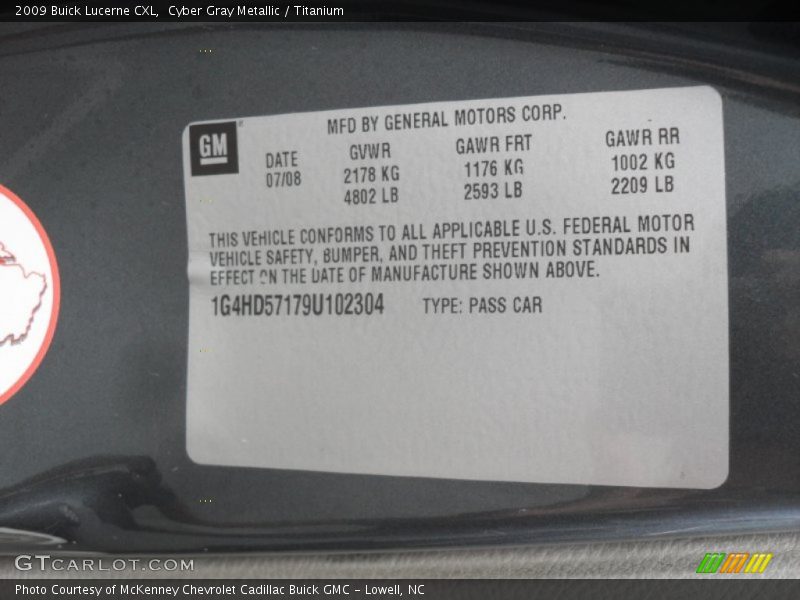 2009 Buick Lucerne CXL,  Cyber Gray Metallic / Titanium
GM
MFD BY GENERAL MOTORS CORP.
DATE GVWR GAWR FRT GAWR RR
07/08 2178 KG 1176 KG 1002 KG
4802 LB 2593 LB 2209 LB
THIS VEHICLE CONFORMS TO ALL APPLICABLE U.S. FEDERAL MOTOR
VEHICLE SAFETY, BUMPER, AND THEFT PREVENTION STANDARDS IN
EFFECT ON THE DATE OF MANUFACTURE SHOWN ABOVE.
1G4HD57179U102304 TYPE: PASS CAR
GTCARLOT.COM
Photo Courtesy of McKenney Chevrolet Cadillac Buick GMC - Lowell, NC